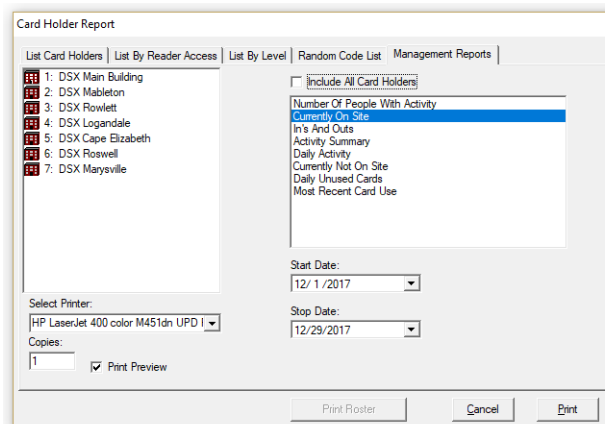 Card Holder Report
List Card Holders List By Reader Access List By Level Random Code List Management Reports
1: DSX Main Building
2: DSX Mableton
3: DSX Rowlett
4: DSX Logandale
5: DSX Cape Elizabeth
6: DSX Roswell
7: DSX Marysville
Include All Card Holders
Number Of People With Activity
Currently On Site
In's And Outs
Activity Summary
Daily Activity
Currently Not On Site
Daily Unused Cards
Most Recent Card Use
Start Date:
12/ 1 /2017
Stop Date:
12/29/2017
Select Printer:
HP LaserJet 400 color M451dn UPD
Copies:
1
Print Preview
Print Roster Cancel Print